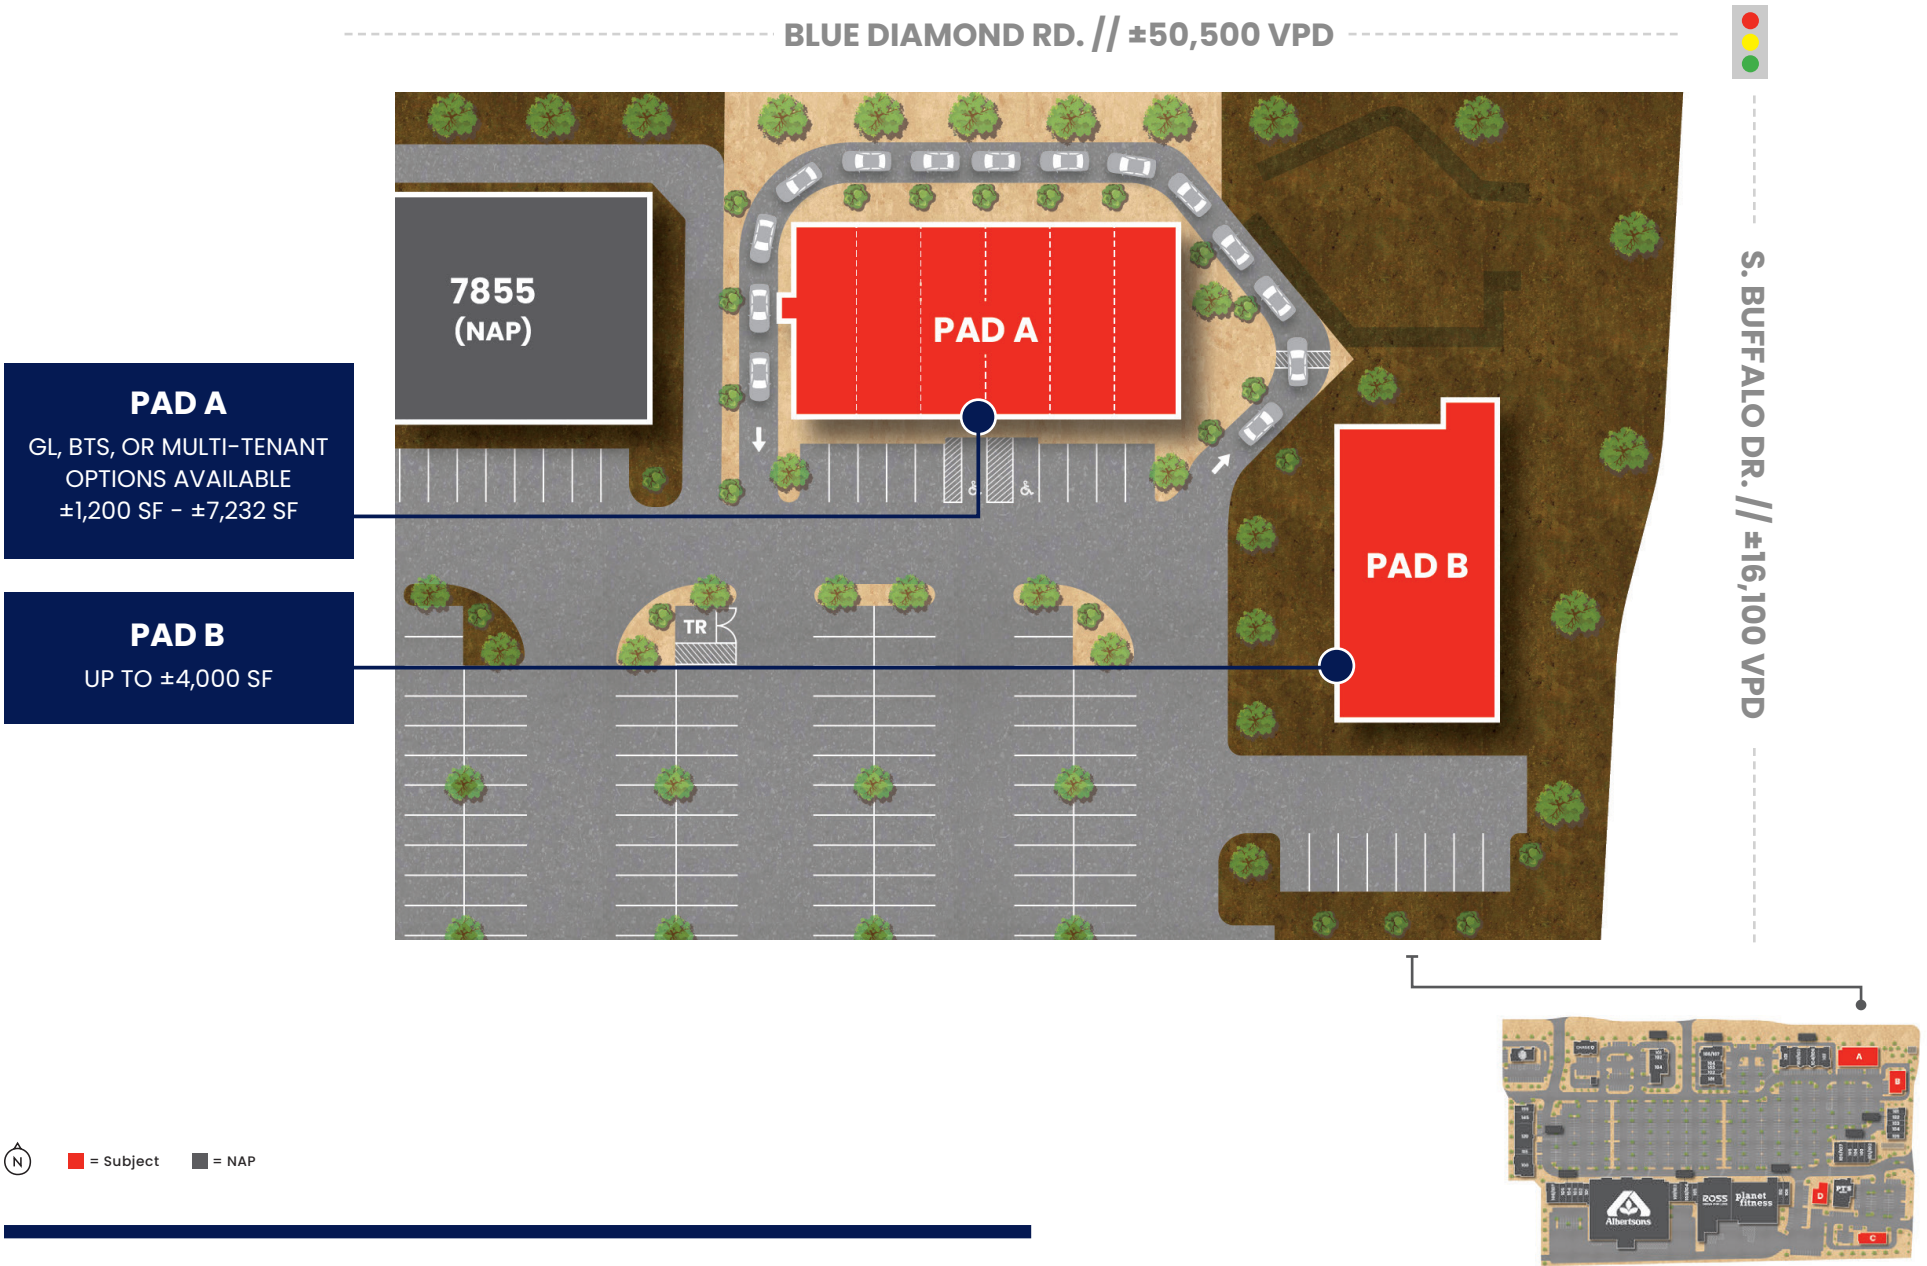 BLUE DIAMOND RD. // ±50,500 VPD
S. BUFFALO DR. // ±16,100 VPD
7855
(NAP)
PAD A
PAD A
GL, BTS, OR MULTI-TENANT
OPTIONS AVAILABLE
±1,200 SF - ±7,232 SF
PAD B
UP TO ±4,000 SF
PAD B
TR
N
= Subject
= NAP
A
B
Albertsons
ROSS
planet
fitness
D
PT'S
C